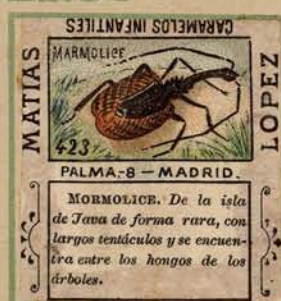 CARAMELOS INFANTILES
MATIAS
LOPEZ
MARMOLICE
423
PALMA,-8 — MADRID.
MORMOLICE. De la isla
de Java de forma rara, con
largos tentáculos y se encuen-
tra entre los hongos de los
árboles.